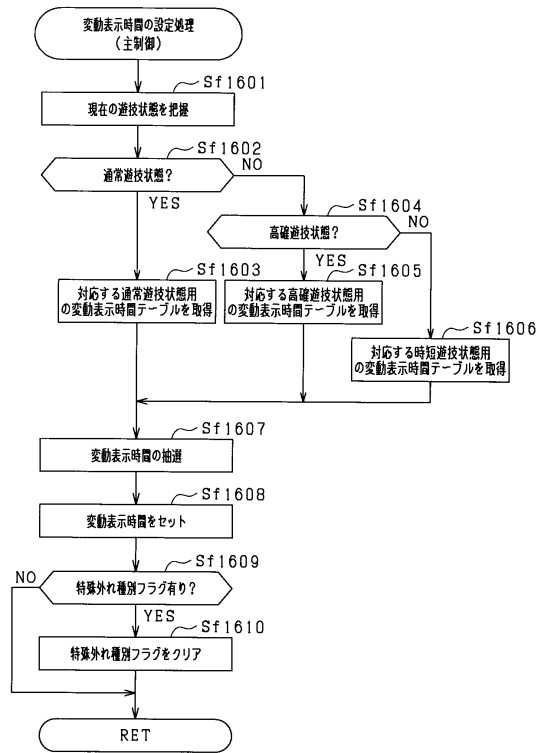 変動表示時間の設定処理
(主制御)
Sf1601
現在の遊技状態を把握
Sf1602
通常遊技状態?
NO
YES
Sf1604
高確遊技状態?
NO
YES
Sf1603
対応する通常遊技状態用
の変動表示時間テーブルを取得
Sf1605
対応する高確遊技状態用
の変動表示時間テーブルを取得
Sf1606
対応する時短遊技状態用
の変動表示時間テーブルを取得
Sf1607
変動表示時間の抽選
Sf1608
変動表示時間をセット
Sf1609
特殊外れ種別フラグ有り?
NO
YES
Sf1610
特殊外れ種別フラグをクリア
RET